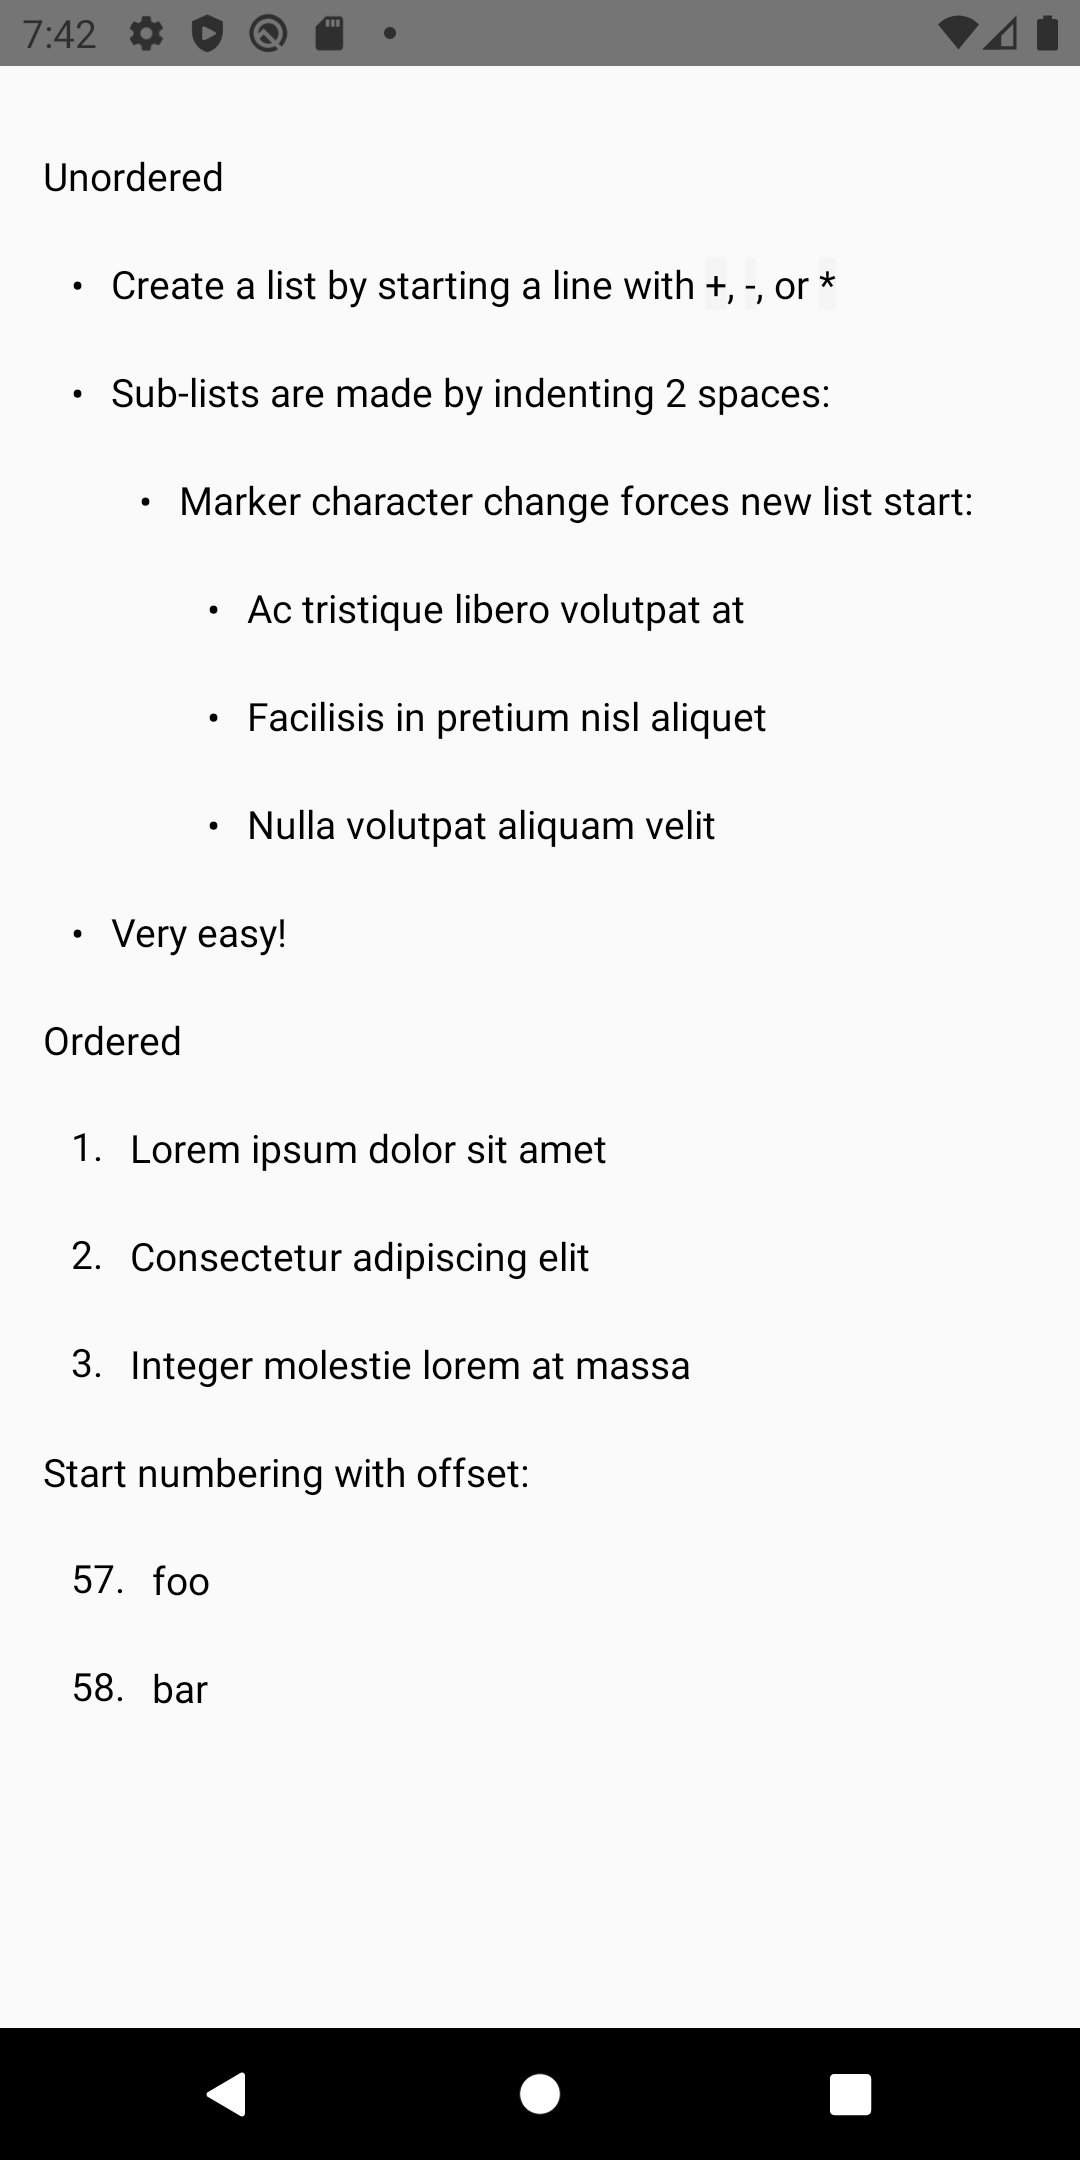 7:42
Unordered
• Create a list by starting a line with +, -, or *
• Sub-lists are made by indenting 2 spaces:
• Marker character change forces new list start:
• Ac tristique libero volutpat at
• Facilisis in pretium nisl aliquet
• Nulla volutpat aliquam velit
• Very easy!
Ordered
1. Lorem ipsum dolor sit amet
2. Consectetur adipiscing elit
3. Integer molestie lorem at massa
Start numbering with offset:
57. foo
58. bar